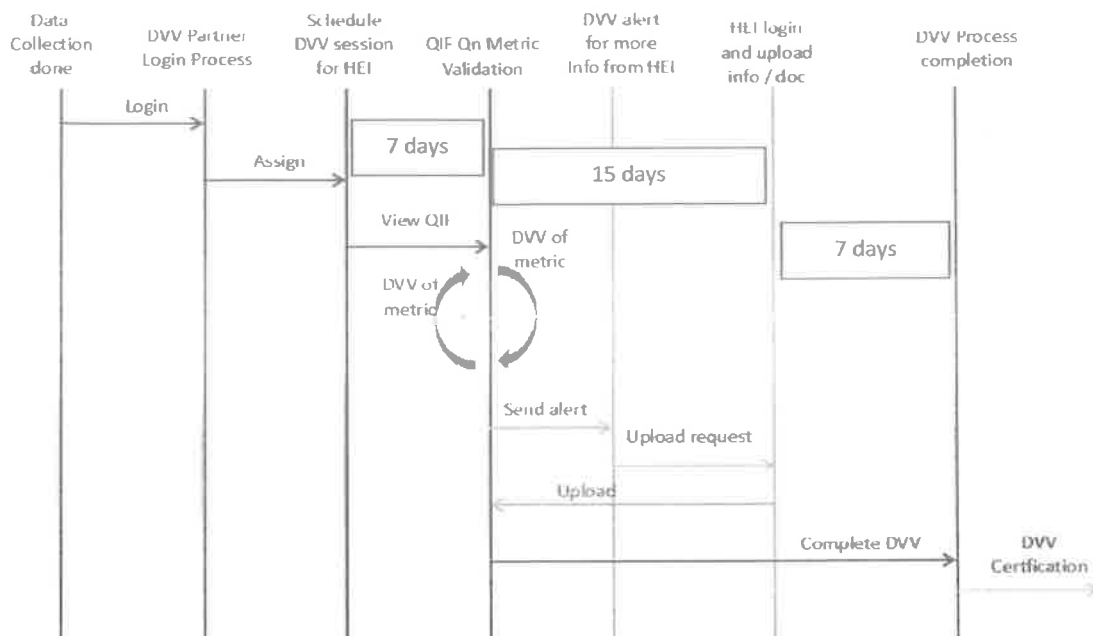 Data
Collection
done
DVV Partner
Login Process
Schedule
DVV session
for HEI
QIF Qn Metric
Validation
DVV alert
for more
Info from HEI
HEI login
and upload
info / doc
DVV Process
completion
Login
7 days
Assign
15 days
View QIF
DVV of
metric
7 days
DVV of
metric
Send alert
Upload request
Upload
Complete DVV
DVV
Certfication